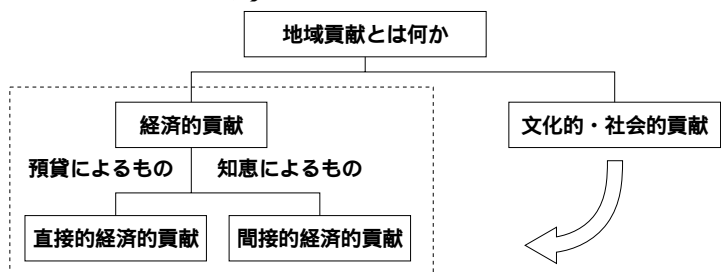 地域貢献とは何か
経済的貢献
文化的・社会的貢献
預貸によるもの
知恵によるもの
直接的経済的貢献
間接的経済的貢献